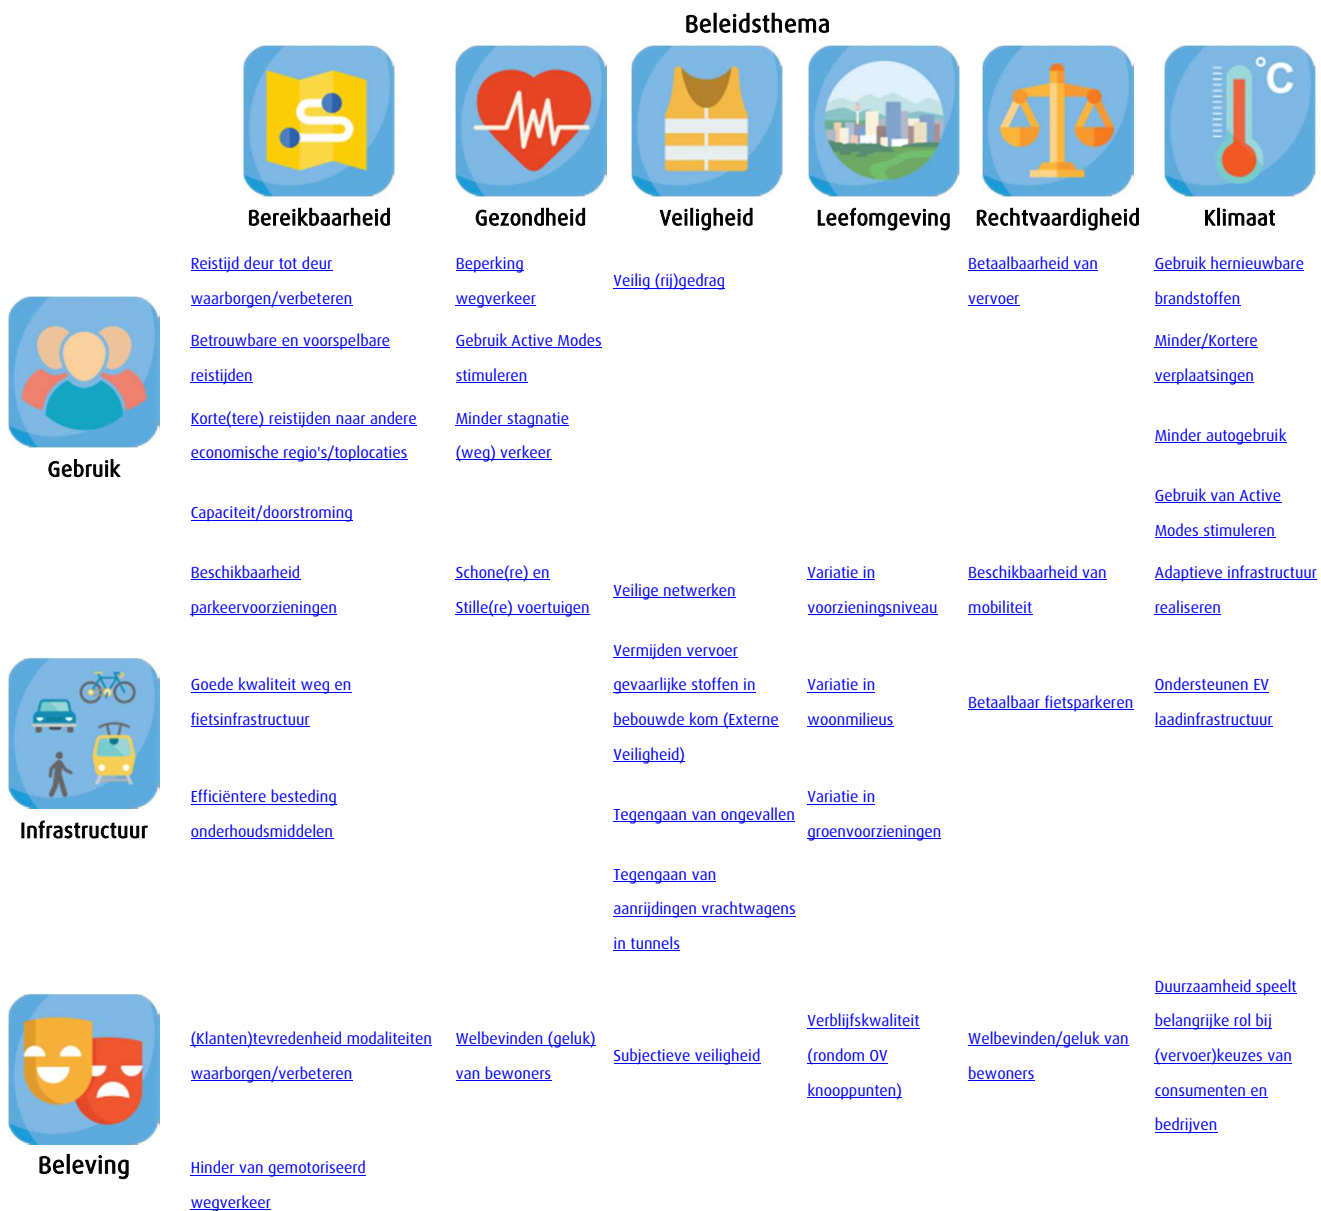 Beleidsthema
°C
Bereikbaarheid
Gezondheid
Veiligheid
Leefomgeving
Rechtvaardigheid
Klimaat
Gebruik
Reistijd deur tot deur
waarborgen/verbeteren
Beperking
wegverkeer
Veilig (rij)gedrag
Betaalbaarheid van
vervoer
Gebruik hernieuwbare
brandstoffen
Betrouwbare en voorspelbare
reistijden
Gebruik Active Modes
stimuleren
Minder/Kortere
verplaatsingen
Korte(tere) reistijden naar andere
economische regio's/toplocaties
Minder stagnatie
(weg) verkeer
Minder autogebruik
Capaciteit/doorstroming
Gebruik van Active
Modes stimuleren
Infrastructuur
Beschikbaarheid
parkeervoorzieningen
Schone(re) en
Stille(re) voertuigen
Veilige netwerken
Variatie in
voorzieningsniveau
Beschikbaarheid van
mobiliteit
Adaptieve infrastructuur
realiseren
Goede kwaliteit weg en
fietsinfrastructuur
Vermijden vervoer
gevaarlijke stoffen in
bebouwde kom (Externe
Veiligheid)
Variatie in
woonmilieus
Betaalbaar fietsparkeren
Ondersteunen EV
laadinfrastructuur
Efficiëntere besteding
onderhoudsmiddelen
Tegengaan van ongevallen
Variatie in
groenvoorzieningen
Tegengaan van
aanrijdingen vrachtwagens
in tunnels
Beleving
(Klanten)tevredenheid modaliteiten
waarborgen/verbeteren
Welbevinden (geluk)
van bewoners
Subjectieve veiligheid
Verblijfskwaliteit
(rondom OV
knooppunten)
Welbevinden/geluk van
bewoners
Duurzaamheid speelt
belangrijke rol bij
(vervoer)keuzes van
consumenten en
bedrijven
Hinder van gemotoriseerd
wegverkeer